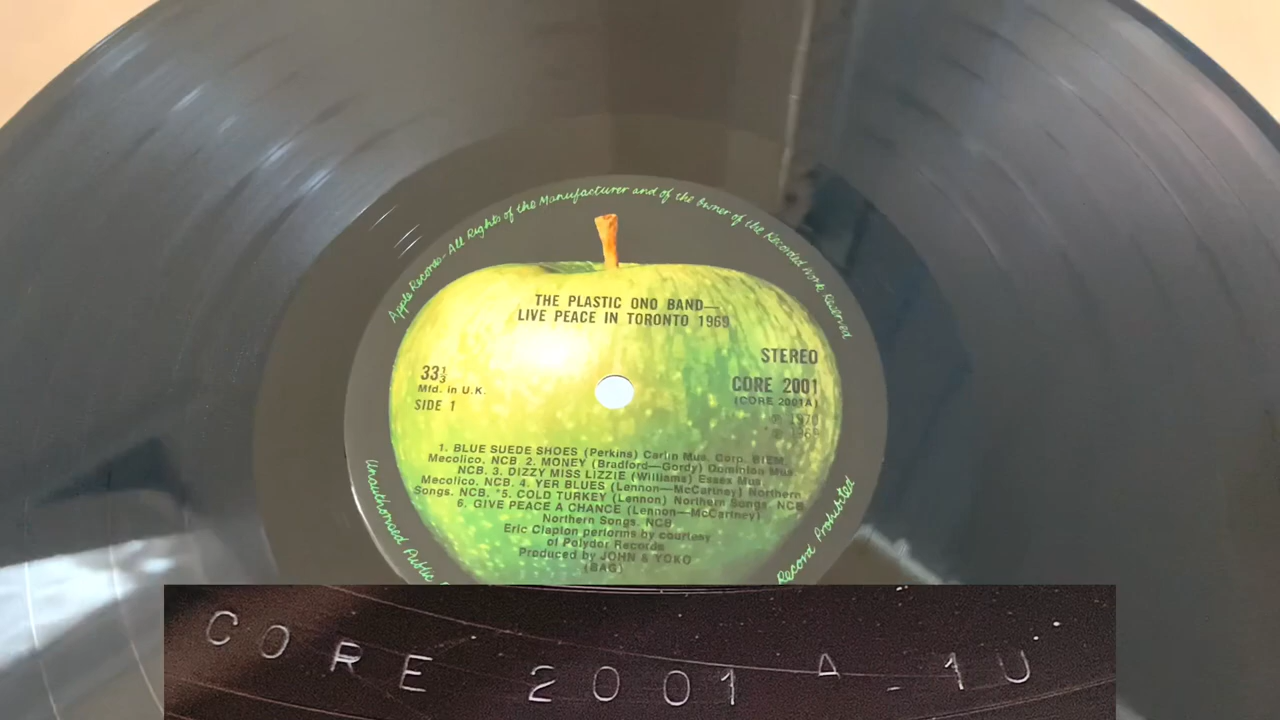 Apple Records - All Rights of the Manufacturer and of the Owner of the Recorded Work Reserved
THE PLASTIC ONO BAND—
LIVE PEACE IN TORONTO 1969
STEREO
33⅓
Mfd. in U.K.
SIDE 1
CORE 2001
(CORE 2001A)
℗ 1970
1. BLUE SUEDE SHOES (Perkins) Carlin Mus. Corp. BIEM.
Mecolico. NCB 2. MONEY (Bradford—Gordy) Dominion Mus.
NCB. 3. DIZZY MISS LIZZIE (Williams) Essex Mus.
Mecolico. NCB. 4. YER BLUES (Lennon—McCartney) Northern
Songs. NCB. *5. COLD TURKEY (Lennon) Northern Songs. NCB
6. GIVE PEACE A CHANCE (Lennon—McCartney)
Northern Songs. NCB
Eric Clapton performs by courtesy
of Polydor Records
Produced by JOHN & YOKO
(BAG)
Unauthorised Public
Record Prohibited
CORE 2001 A - 1U